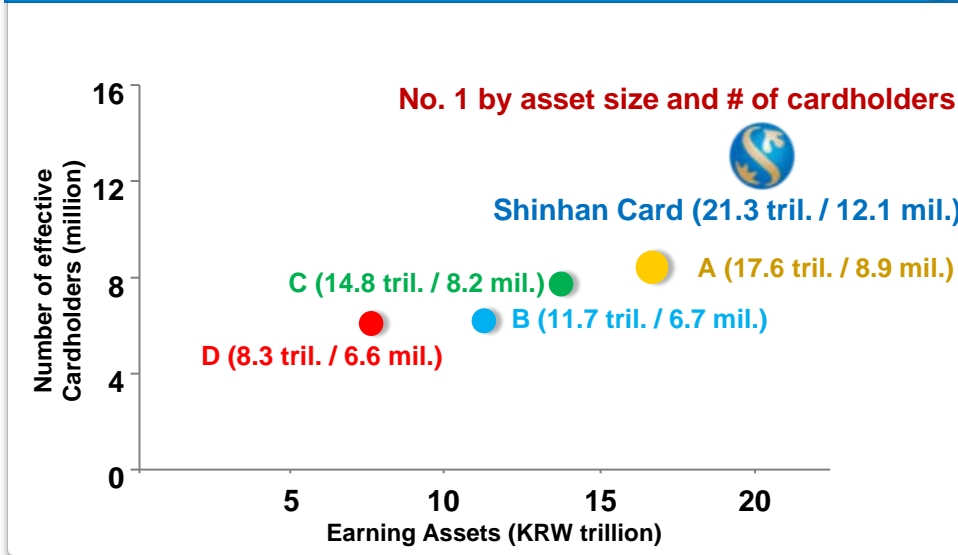 No. 1 by asset size and # of cardholders
Shinhan Card (21.3 tril. / 12.1 mil.)
A (17.6 tril. / 8.9 mil.)
C (14.8 tril. / 8.2 mil.)
B (11.7 tril. / 6.7 mil.)
D (8.3 tril. / 6.6 mil.)
Number of effective
Cardholders (million)
16
12
8
4
0
5 10 15 20
Earning Assets (KRW trillion)